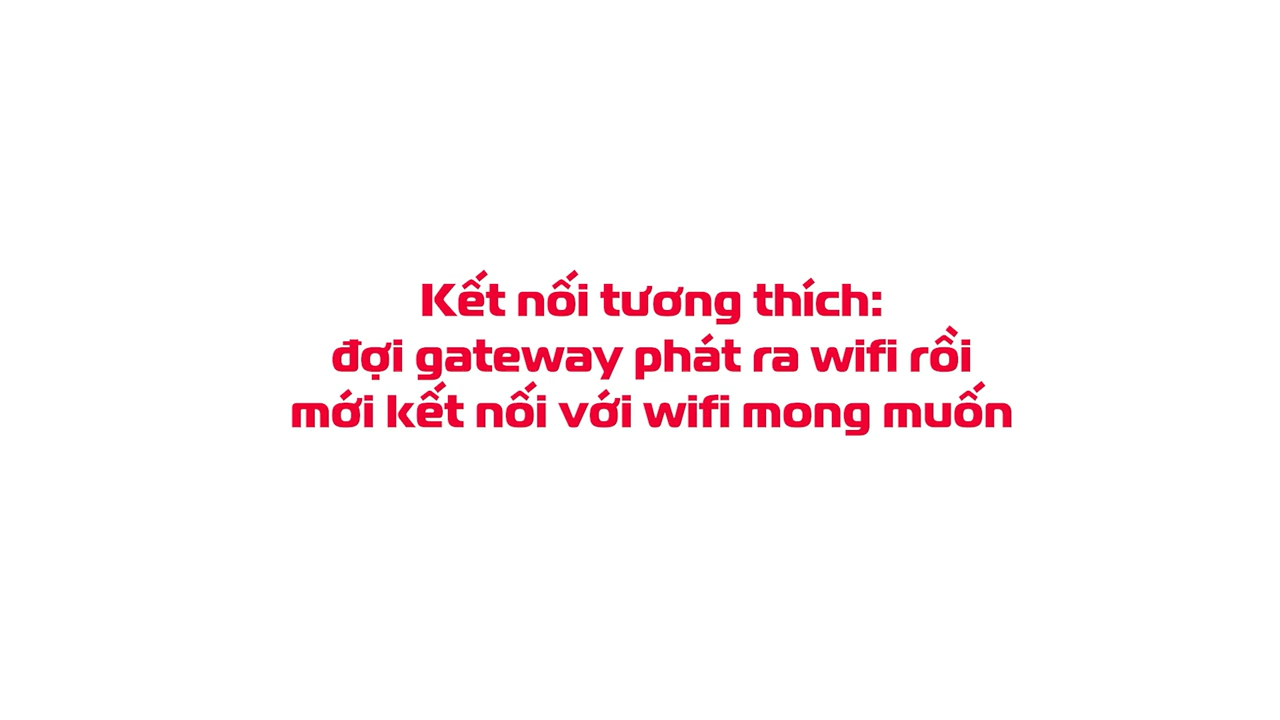 Kết nối tương thích:
đợi gateway phát ra wifi rồi
mới kết nối với wifi mong muốn